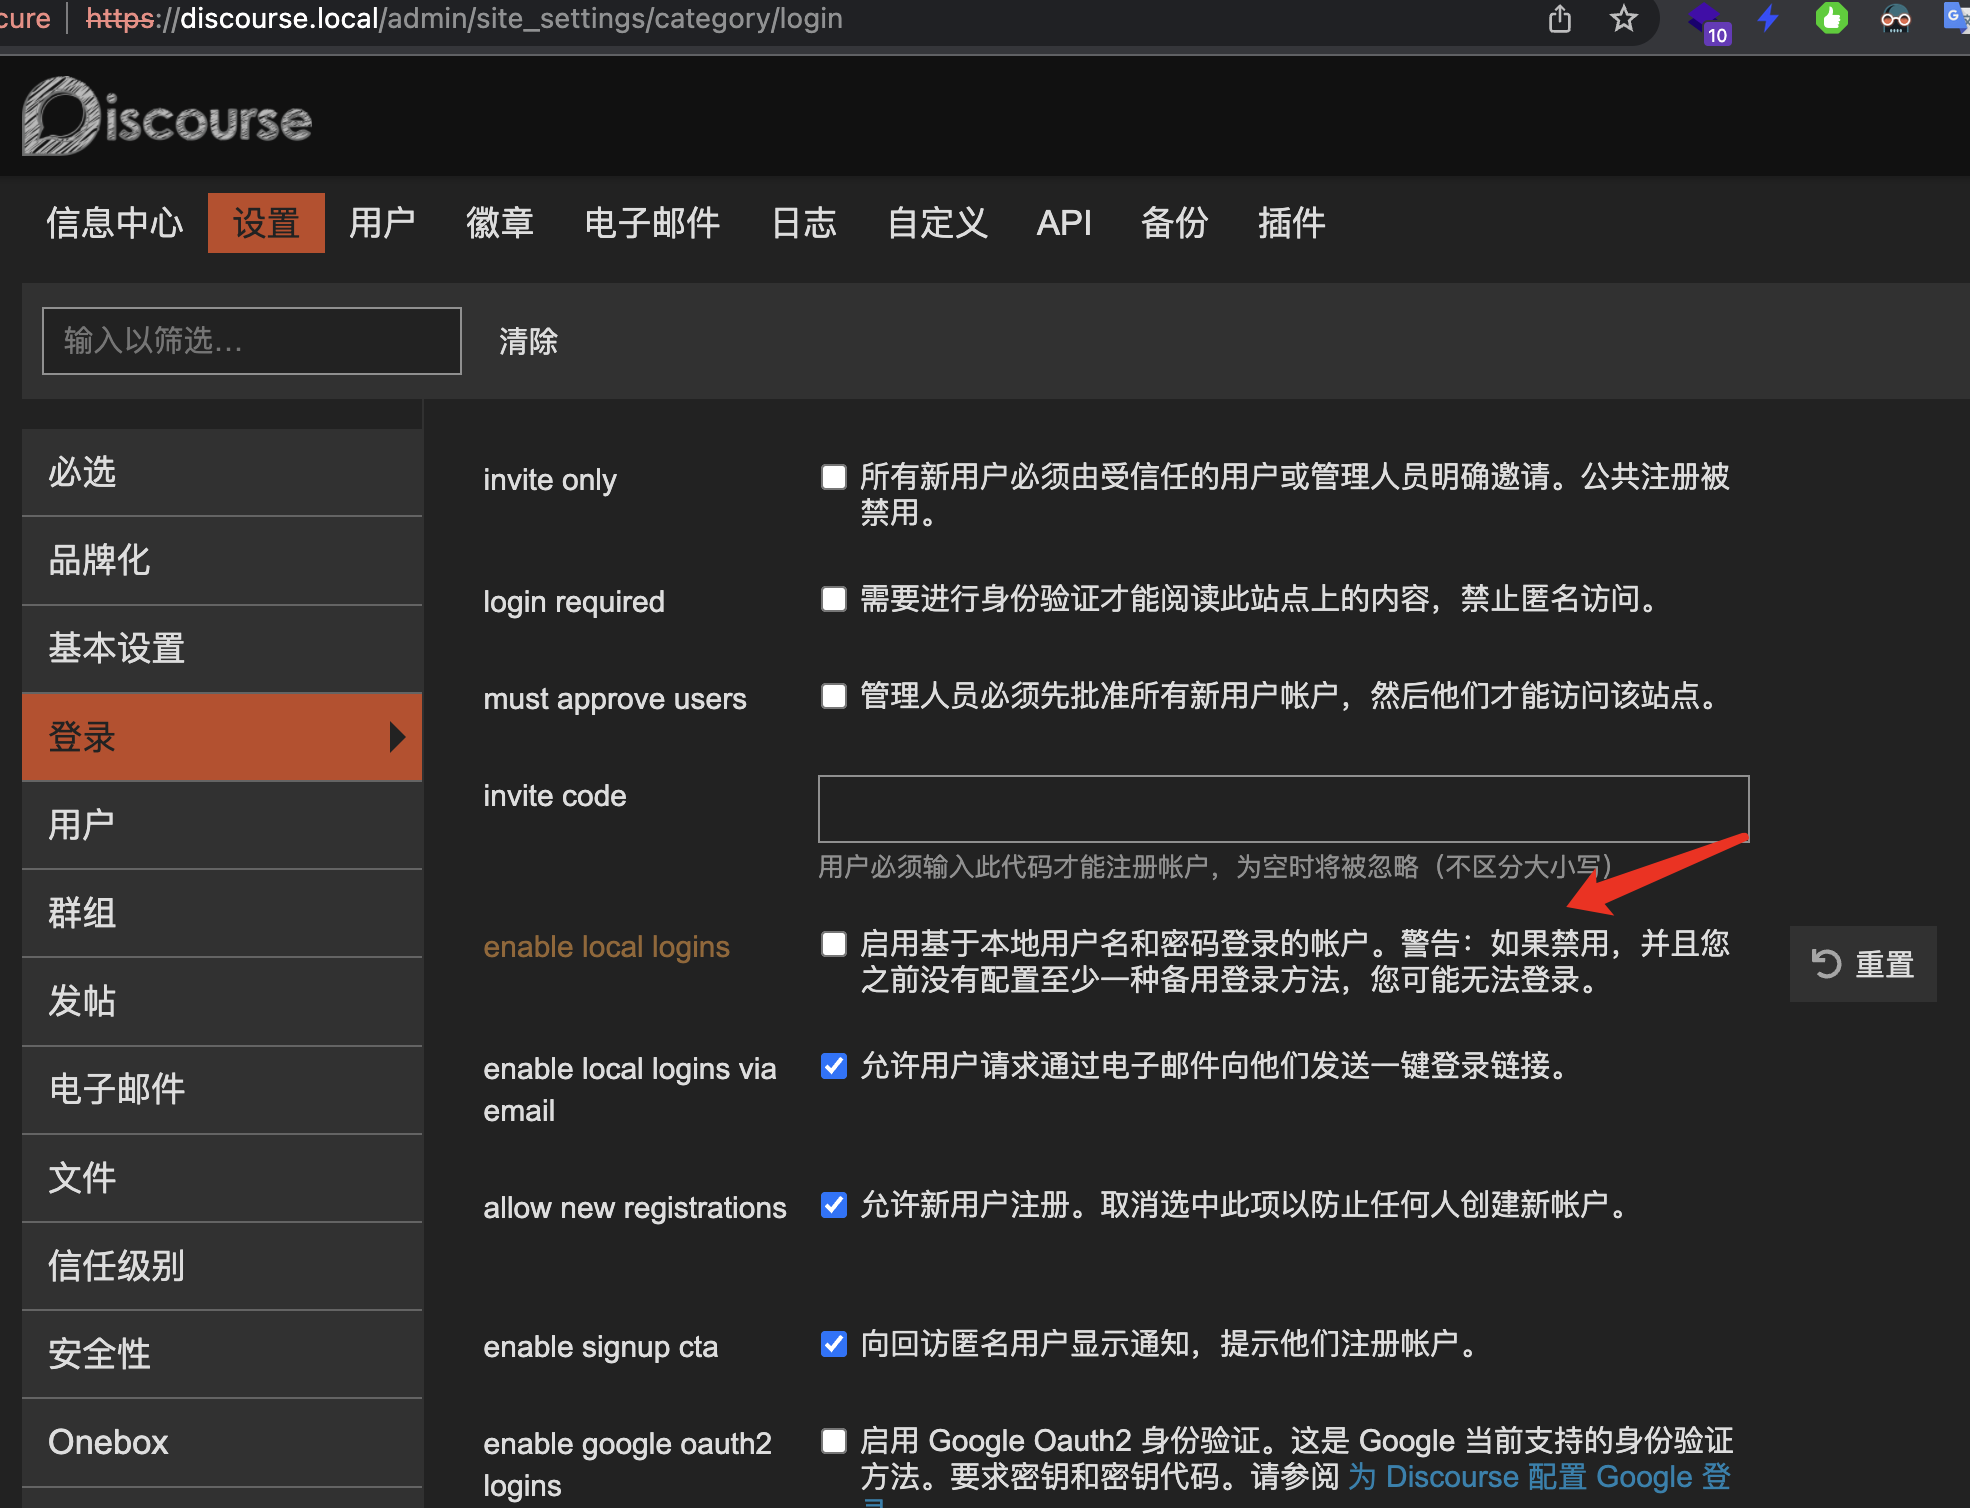 cure | https://discourse.local/admin/site_settings/category/login
10
Discourse
信息中心 设置 用户 徽章 电子邮件 日志 自定义 API 备份 插件
输入以筛选… 清除
必选
品牌化
基本设置
登录
用户
群组
发帖
电子邮件
文件
信任级别
安全性
Onebox
invite only
所有新用户必须由受信任的用户或管理人员明确邀请。公共注册被
禁用。
login required
需要进行身份验证才能阅读此站点上的内容，禁止匿名访问。
must approve users
管理人员必须先批准所有新用户帐户，然后他们才能访问该站点。
invite code
用户必须输入此代码才能注册帐户，为空时将被忽略（不区分大小写）
enable local logins
启用基于本地用户名和密码登录的帐户。警告：如果禁用，并且您
之前没有配置至少一种备用登录方法，您可能无法登录。
重置
enable local logins via
email
允许用户请求通过电子邮件向他们发送一键登录链接。
allow new registrations
允许新用户注册。取消选中此项以防止任何人创建新帐户。
enable signup cta
向回访匿名用户显示通知，提示他们注册帐户。
enable google oauth2
logins
启用 Google Oauth2 身份验证。这是 Google 当前支持的身份验证
方法。要求密钥和密钥代码。请参阅 为 Discourse 配置 Google 登